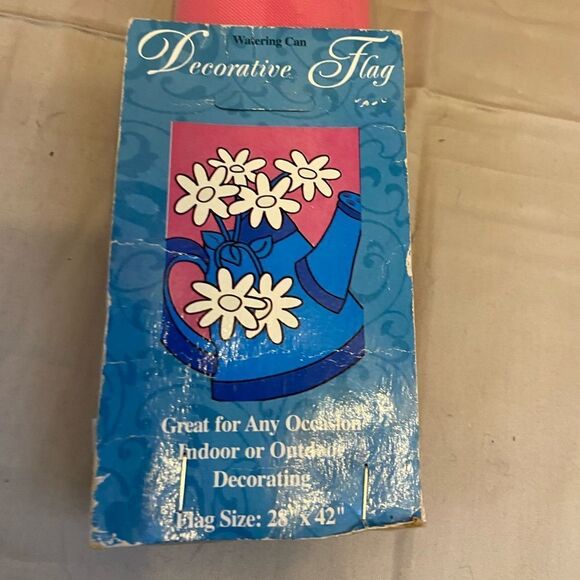 Watering Can
Decorative Flag
Great for Any Occasion
Indoor or Outdoor
Decorating
Flag Size: 28" x 42"